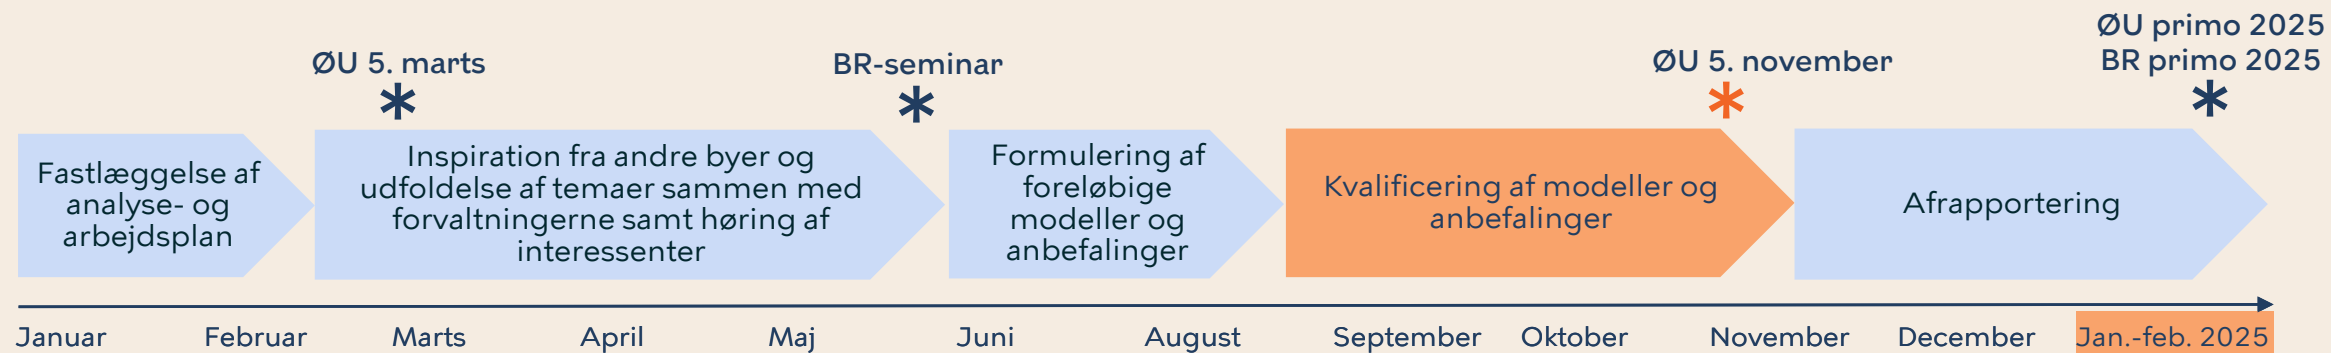 ØU primo 2025
BR primo 2025
ØU 5. marts
BR-seminar
ØU 5. november
Fastlæggelse af
analyse- og
arbejdsplan
Inspiration fra andre byer og
udfoldelse af temaer sammen med
forvaltningerne samt høring af
interessenter
Formulering af
foreløbige
modeller og
anbefalinger
Kvalificering af modeller og
anbefalinger
Afrapportering
Januar
Februar
Marts
April
Maj
Juni
August
September
Oktober
November
December
Jan.-feb. 2025